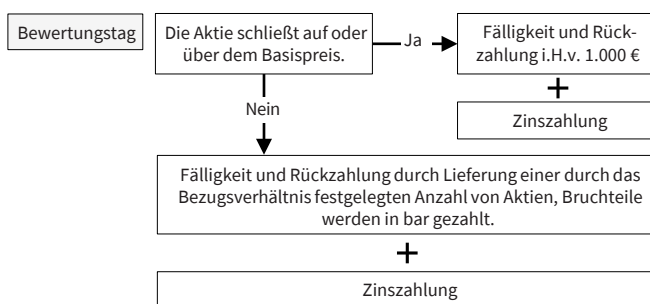 Bewertungstag
Die Aktie schließt auf oder
über dem Basispreis.
Ja
Fälligkeit und Rück-
zahlung i.H.v. 1.000 €
+
Zinszahlung
Nein
Fälligkeit und Rückzahlung durch Lieferung einer durch das
Bezugsverhältnis festgelegten Anzahl von Aktien, Bruchteile
werden in bar gezahlt.
+
Zinszahlung